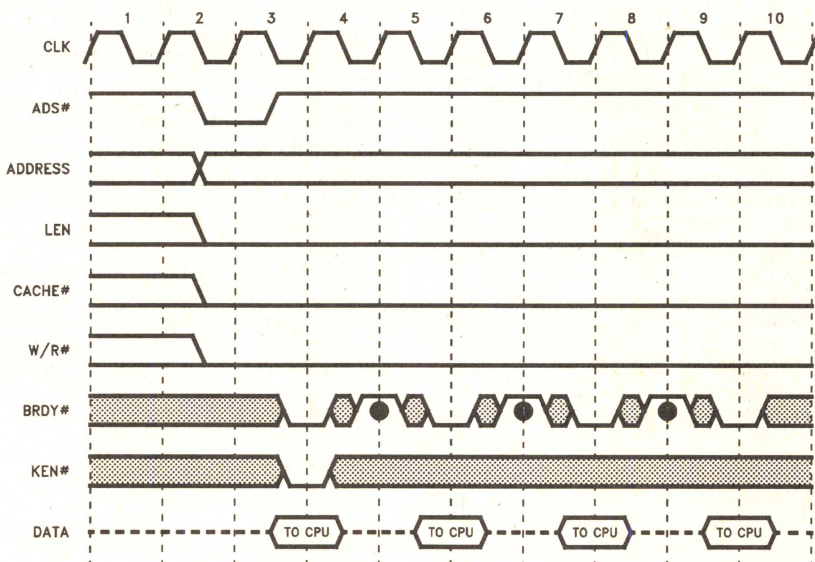 1 2 3 4 5 6 7 8 9 10
CLK
ADS#
ADDRESS
LEN
CACHE#
W/R#
BRDY#
KEN#
DATA TO CPU TO CPU TO CPU TO CPU